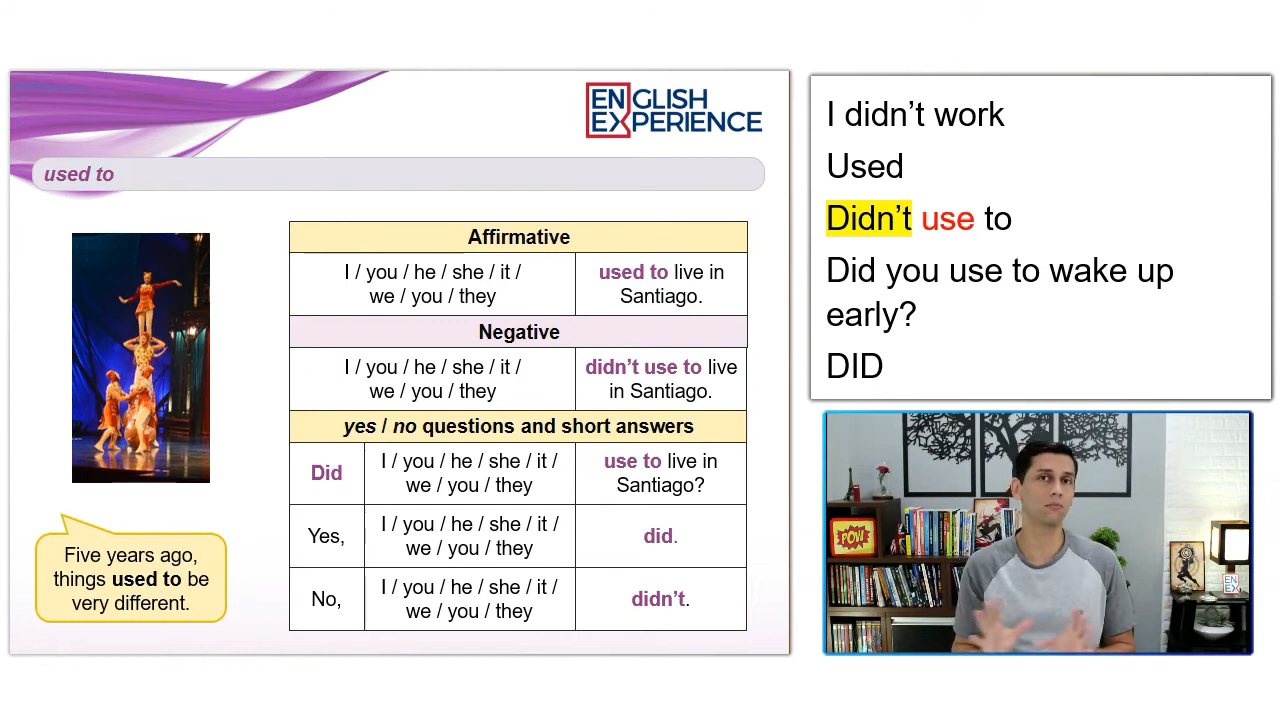 ENGLISH
EXPERIENCE
used to
Affirmative
I / you / he / she / it /
we / you / they
used to live in
Santiago.
Negative
I / you / he / she / it /
we / you / they
didn’t use to live
in Santiago.
yes / no questions and short answers
Did
I / you / he / she / it /
we / you / they
use to live in
Santiago?
Yes,
I / you / he / she / it /
we / you / they
did.
No,
I / you / he / she / it /
we / you / they
didn’t.
Five years ago,
things used to be
very different.
I didn’t work
Used
Didn’t use to
Did you use to wake up
early?
DID
POW
EN
EX